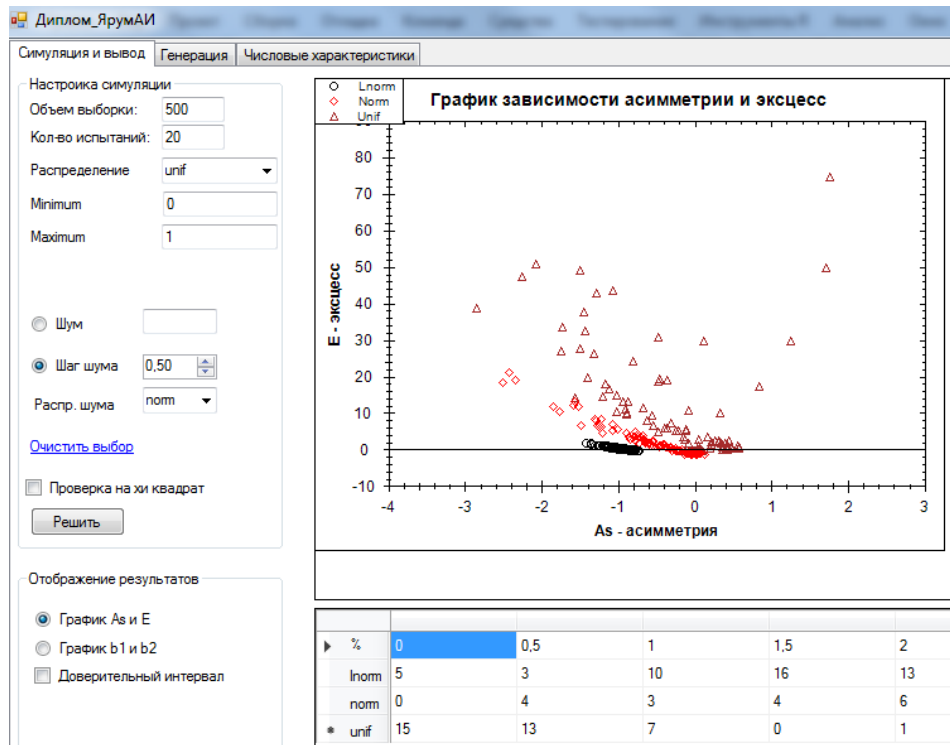 Диплом_ЯрумАИ
Симуляция и вывод
Генерация
Числовые характеристики
Настройка симуляции
Объем выборки:
500
Кол-во испытаний:
20
Распределение
unif
Minimum
0
Maximum
1
Шум
Шаг шума
0,50
Распр. шума
norm
Очистить выбор
Проверка на хи квадрат
Решить
Отображение результатов
График As и E
График b1 и b2
Доверительный интервал
Lnorm
Norm
Unif
График зависимости асимметрии и эксцесс
E - эксцесс
80
70
60
50
40
30
20
10
0
-10
-4 -3 -2 -1 0 1 2 3
As - асимметрия
% 0 0,5 1 1,5 2
lnorm 5 3 10 16 13
norm 0 4 3 4 6
unif 15 13 7 0 1